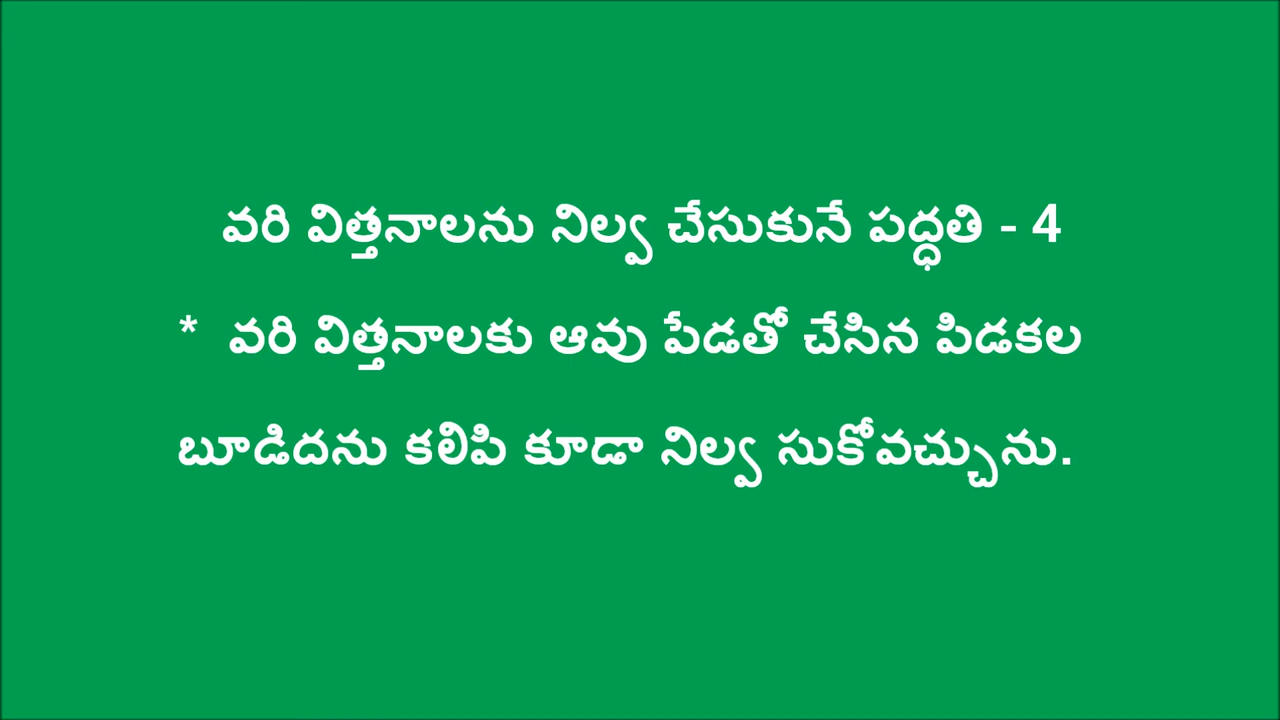 వరి విత్తనాలను నిల్వ చేసుకునే పద్ధతి - 4
* వరి విత్తనాలకు ఆవు పేడతో చేసిన పిడకల
బూడిదను కలిపి కూడా నిల్వ సుకోవచ్చును.